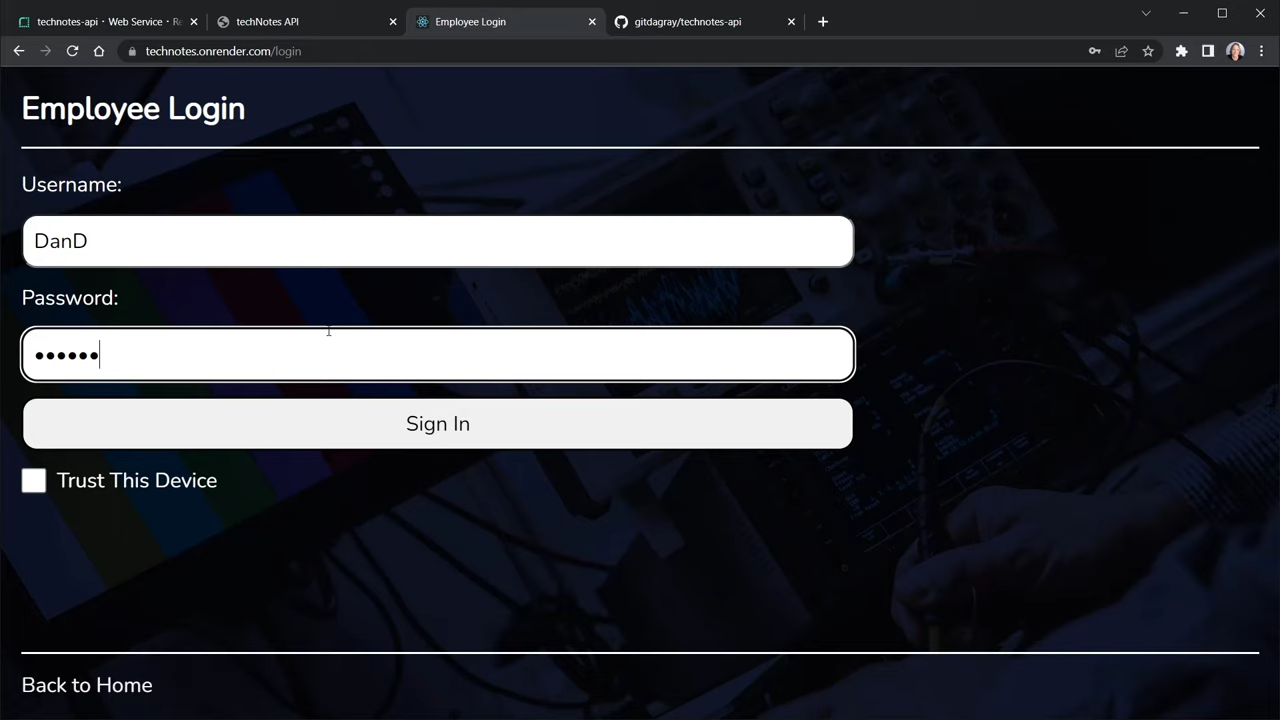 technotes-api · Web Service · Re
techNotes API
Employee Login
gitdagray/technotes-api
technotes.onrender.com/login
Employee Login
Username:
DanD
Password:
••••••
Sign In
Trust This Device
Back to Home